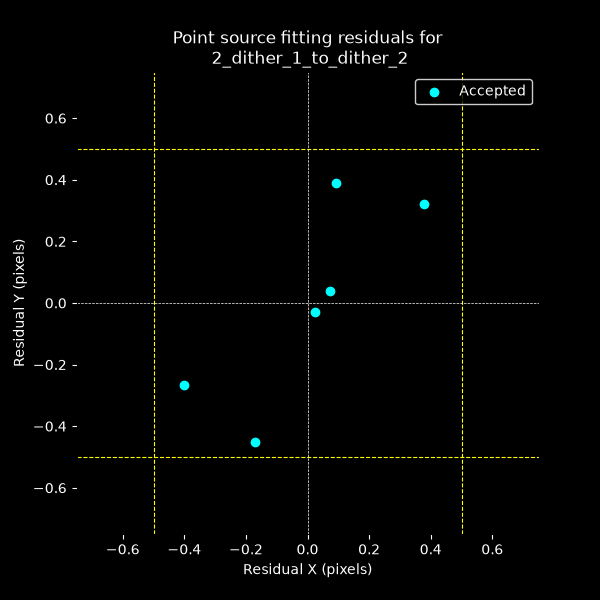 Point source fitting residuals for
2_dither_1_to_dither_2
Accepted
0.6
0.4
0.2
0.0
−0.2
−0.4
−0.6
Residual Y (pixels)
−0.6 −0.4 −0.2 0.0 0.2 0.4 0.6
Residual X (pixels)